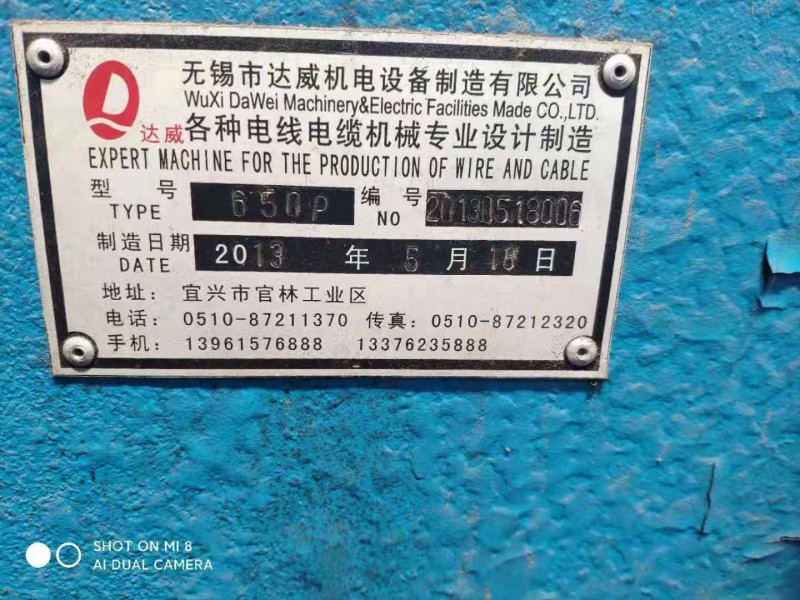 无锡市达威机电设备制造有限公司
WuXi DaWei Machinery&Electric Facilities Made CO.,LTD.
达威 各种电线电缆机械专业设计制造
EXPERT MACHINE FOR THE PRODUCTION OF WIRE AND CABLE
型 号 650P 编 号 20130518006
TYPE NO
制造日期 2013 年 5 月 18 日
DATE
地址: 宜兴市官林工业区
电话: 0510-87211370 传真: 0510-87212320
手机: 13961576888 13376235888
SHOT ON MI 8
AI DUAL CAMERA